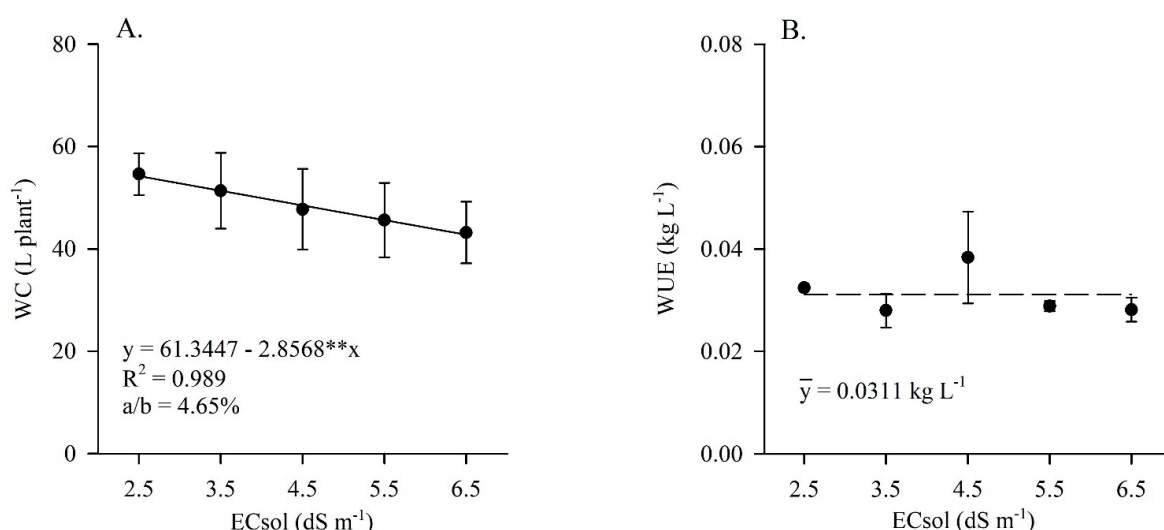 A.
80
60
40
20
0
WC (L plant⁻¹)
y = 61.3447 - 2.8568**x
R² = 0.989
a/b = 4.65%
2.5 3.5 4.5 5.5 6.5
ECsol (dS m⁻¹)
B.
0.08
0.06
0.04
0.02
0.00
WUE (kg L⁻¹)
y̅ = 0.0311 kg L⁻¹
2.5 3.5 4.5 5.5 6.5
ECsol (dS m⁻¹)